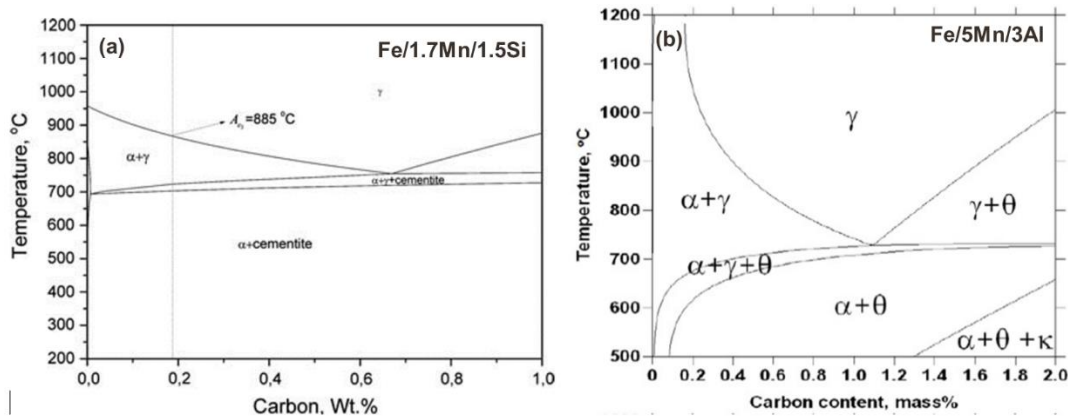 (a)
Fe/1.7Mn/1.5Si
Temperature, °C
1200
1100
1000
900
800
700
600
500
400
300
200
γ
A_{e_3}=885 °C
α+γ
α+γ+cementite
α+cementite
0,0 0,2 0,4 0,6 0,8 1,0
Carbon, Wt.%
(b)
Fe/5Mn/3Al
Temperature, °C
1200
1100
1000
900
800
700
600
500
γ
α+γ
γ+θ
α+γ+θ
α+θ
α+θ +κ
0 0.2 0.4 0.6 0.8 1.0 1.2 1.4 1.6 1.8 2.0
Carbon content, mass%